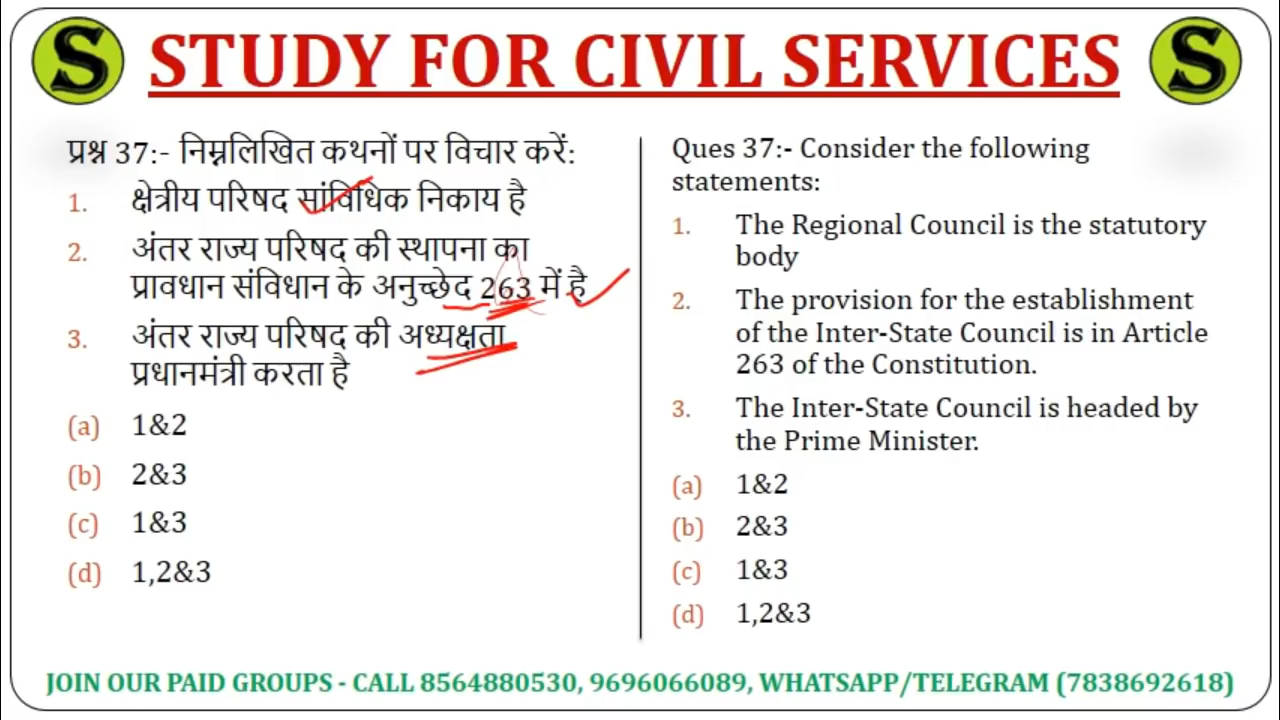 S STUDY FOR CIVIL SERVICES S
प्रश्न 37:- निम्नलिखित कथनों पर विचार करें:
1. क्षेत्रीय परिषद सांविधिक निकाय है
2. अंतर राज्य परिषद की स्थापना का
प्रावधान संविधान के अनुच्छेद 263 में है
3. अंतर राज्य परिषद की अध्यक्षता
प्रधानमंत्री करता है
(a) 1&2
(b) 2&3
(c) 1&3
(d) 1,2&3
Ques 37:- Consider the following
statements:
1. The Regional Council is the statutory
body
2. The provision for the establishment
of the Inter-State Council is in Article
263 of the Constitution.
3. The Inter-State Council is headed by
the Prime Minister.
(a) 1&2
(b) 2&3
(c) 1&3
(d) 1,2&3
JOIN OUR PAID GROUPS - CALL 8564880530, 9696066089, WHATSAPP/TELEGRAM (7838692618)